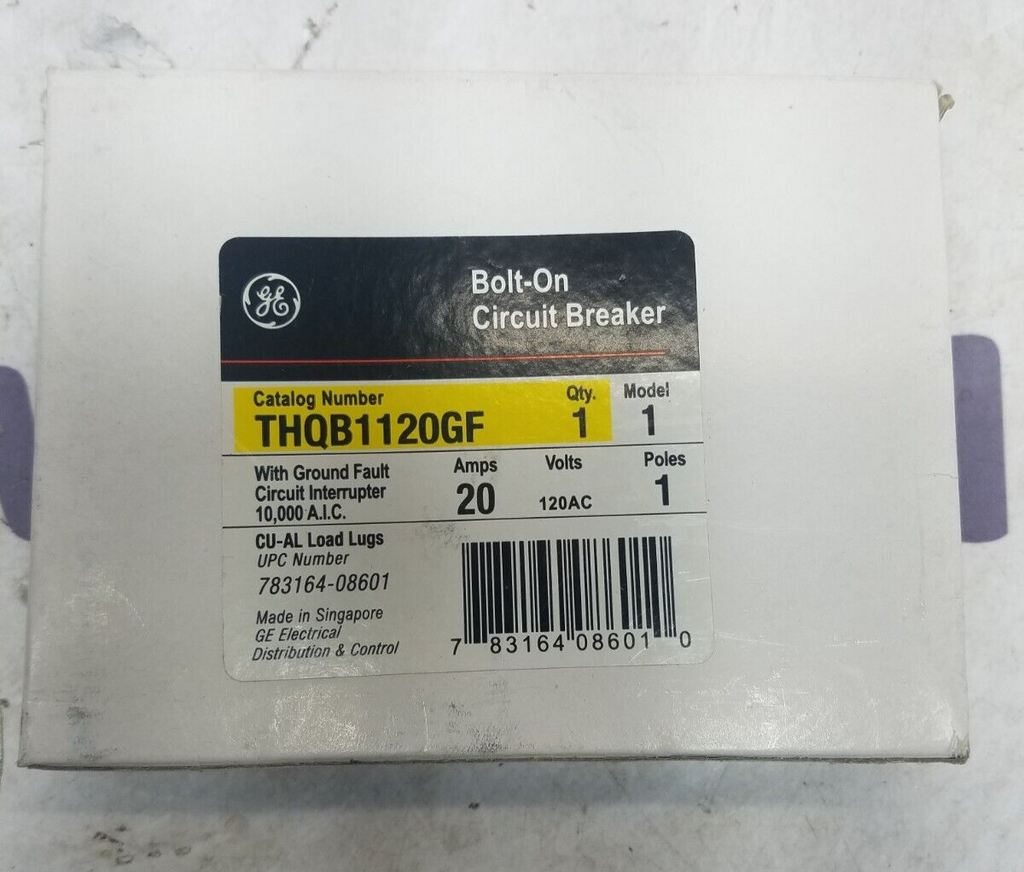 GE
Bolt-On
Circuit Breaker
Catalog Number Qty. Model
THQB1120GF 1 1
With Ground Fault Amps Volts Poles
Circuit Interrupter 20 120AC 1
10,000 A.I.C.
CU-AL Load Lugs
UPC Number
783164-08601
Made in Singapore
GE Electrical
Distribution & Control
7 83164 08601 0